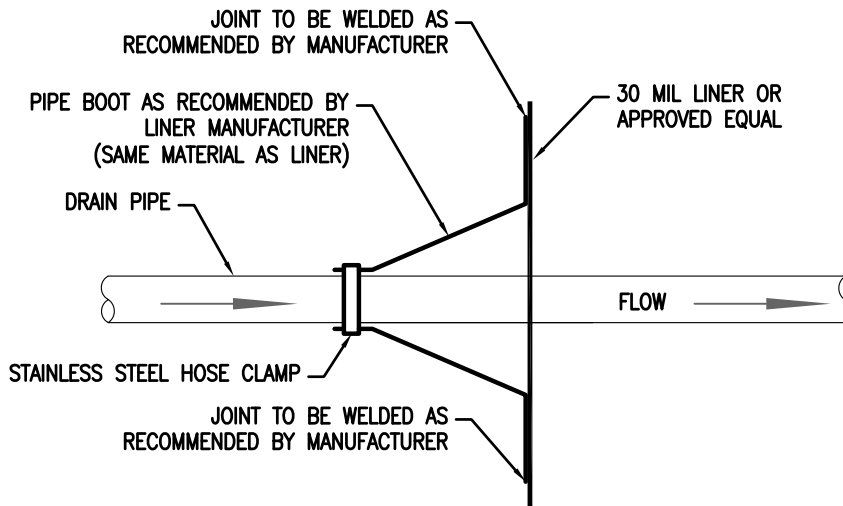 JOINT TO BE WELDED AS
RECOMMENDED BY MANUFACTURER
PIPE BOOT AS RECOMMENDED BY
LINER MANUFACTURER
(SAME MATERIAL AS LINER)
30 MIL LINER OR
APPROVED EQUAL
DRAIN PIPE
FLOW
STAINLESS STEEL HOSE CLAMP
JOINT TO BE WELDED AS
RECOMMENDED BY MANUFACTURER